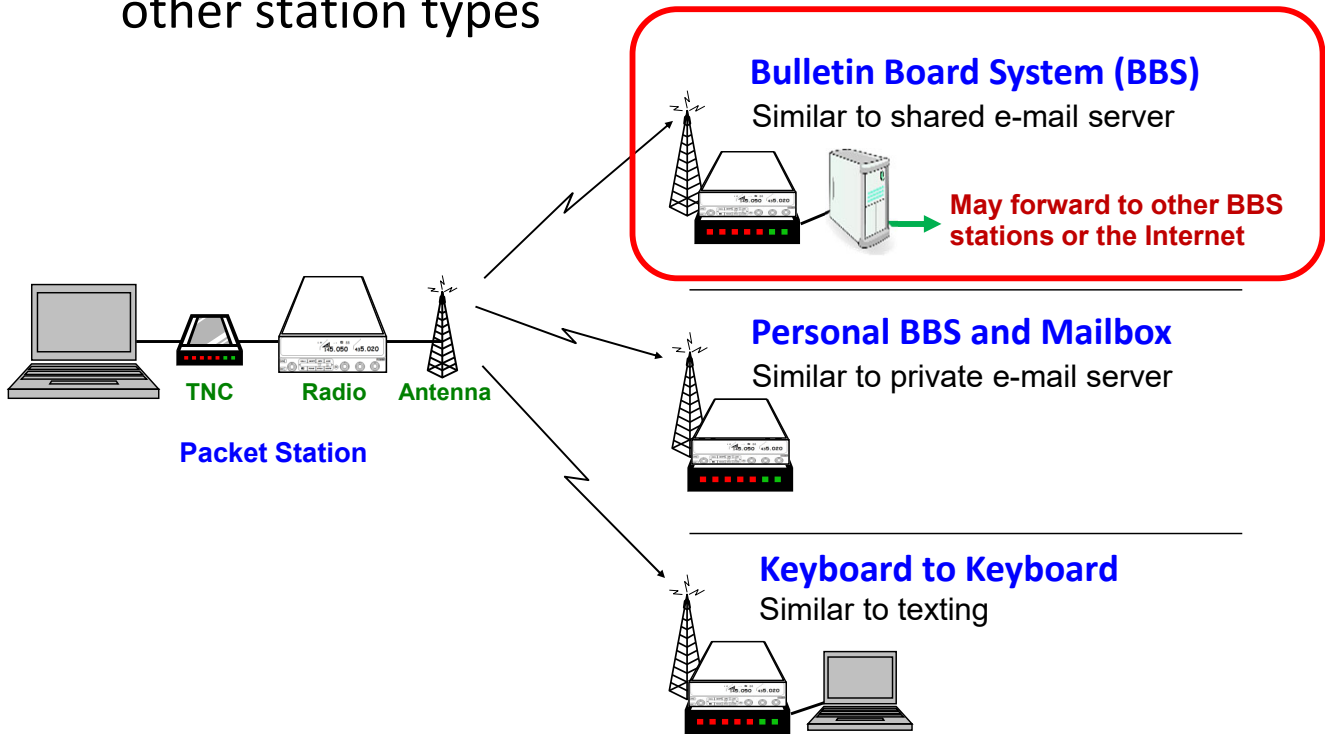 other station types
Bulletin Board System (BBS)
Similar to shared e-mail server
May forward to other BBS
stations or the Internet
TNC
Radio
Antenna
Packet Station
Personal BBS and Mailbox
Similar to private e-mail server
Keyboard to Keyboard
Similar to texting